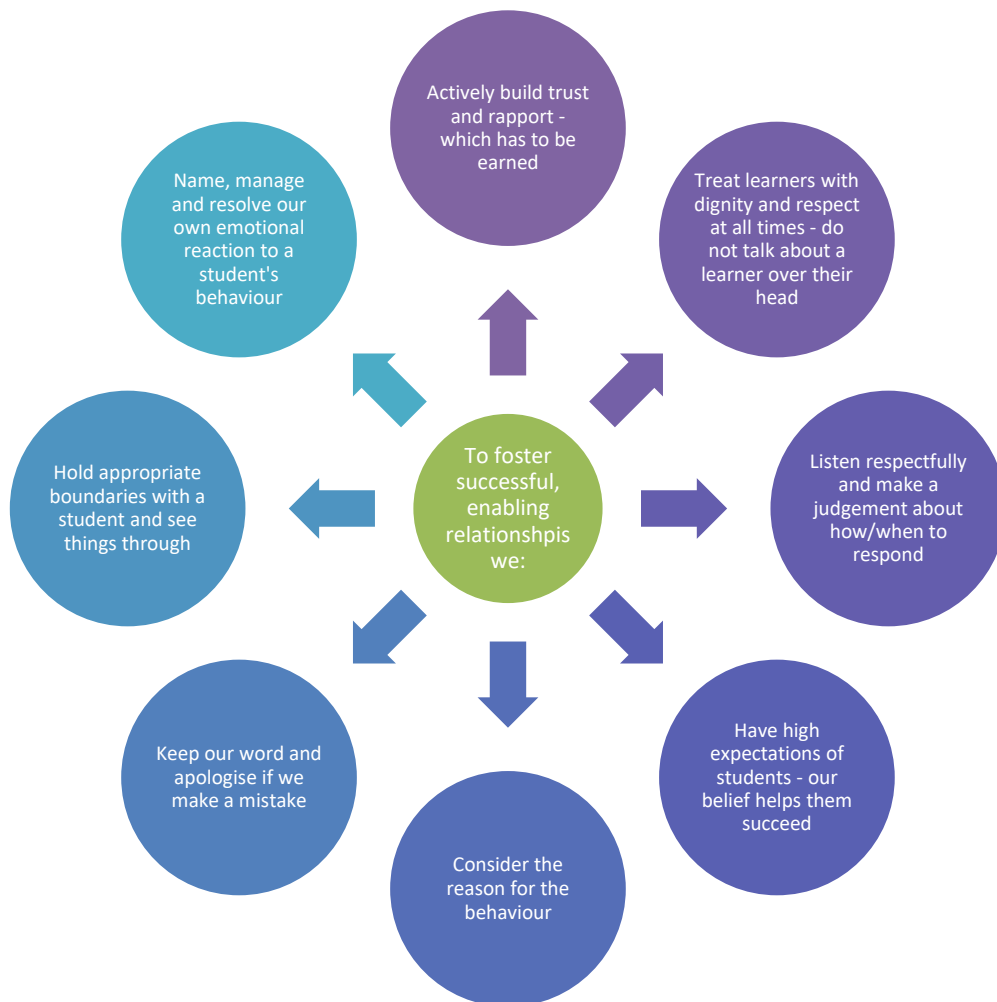 Actively build trust
and rapport -
which has to be
earned
Treat learners with
dignity and respect
at all times - do
not talk about a
learner over their
head
Listen respectfully
and make a
judgement about
how/when to
respond
Have high
expectations of
students - our
belief helps them
succeed
Consider the
reason for the
behaviour
Keep our word and
apologise if we
make a mistake
Hold appropriate
boundaries with a
student and see
things through
Name, manage
and resolve our
own emotional
reaction to a
student's
behaviour
To foster
successful,
enabling
relationshpis
we: